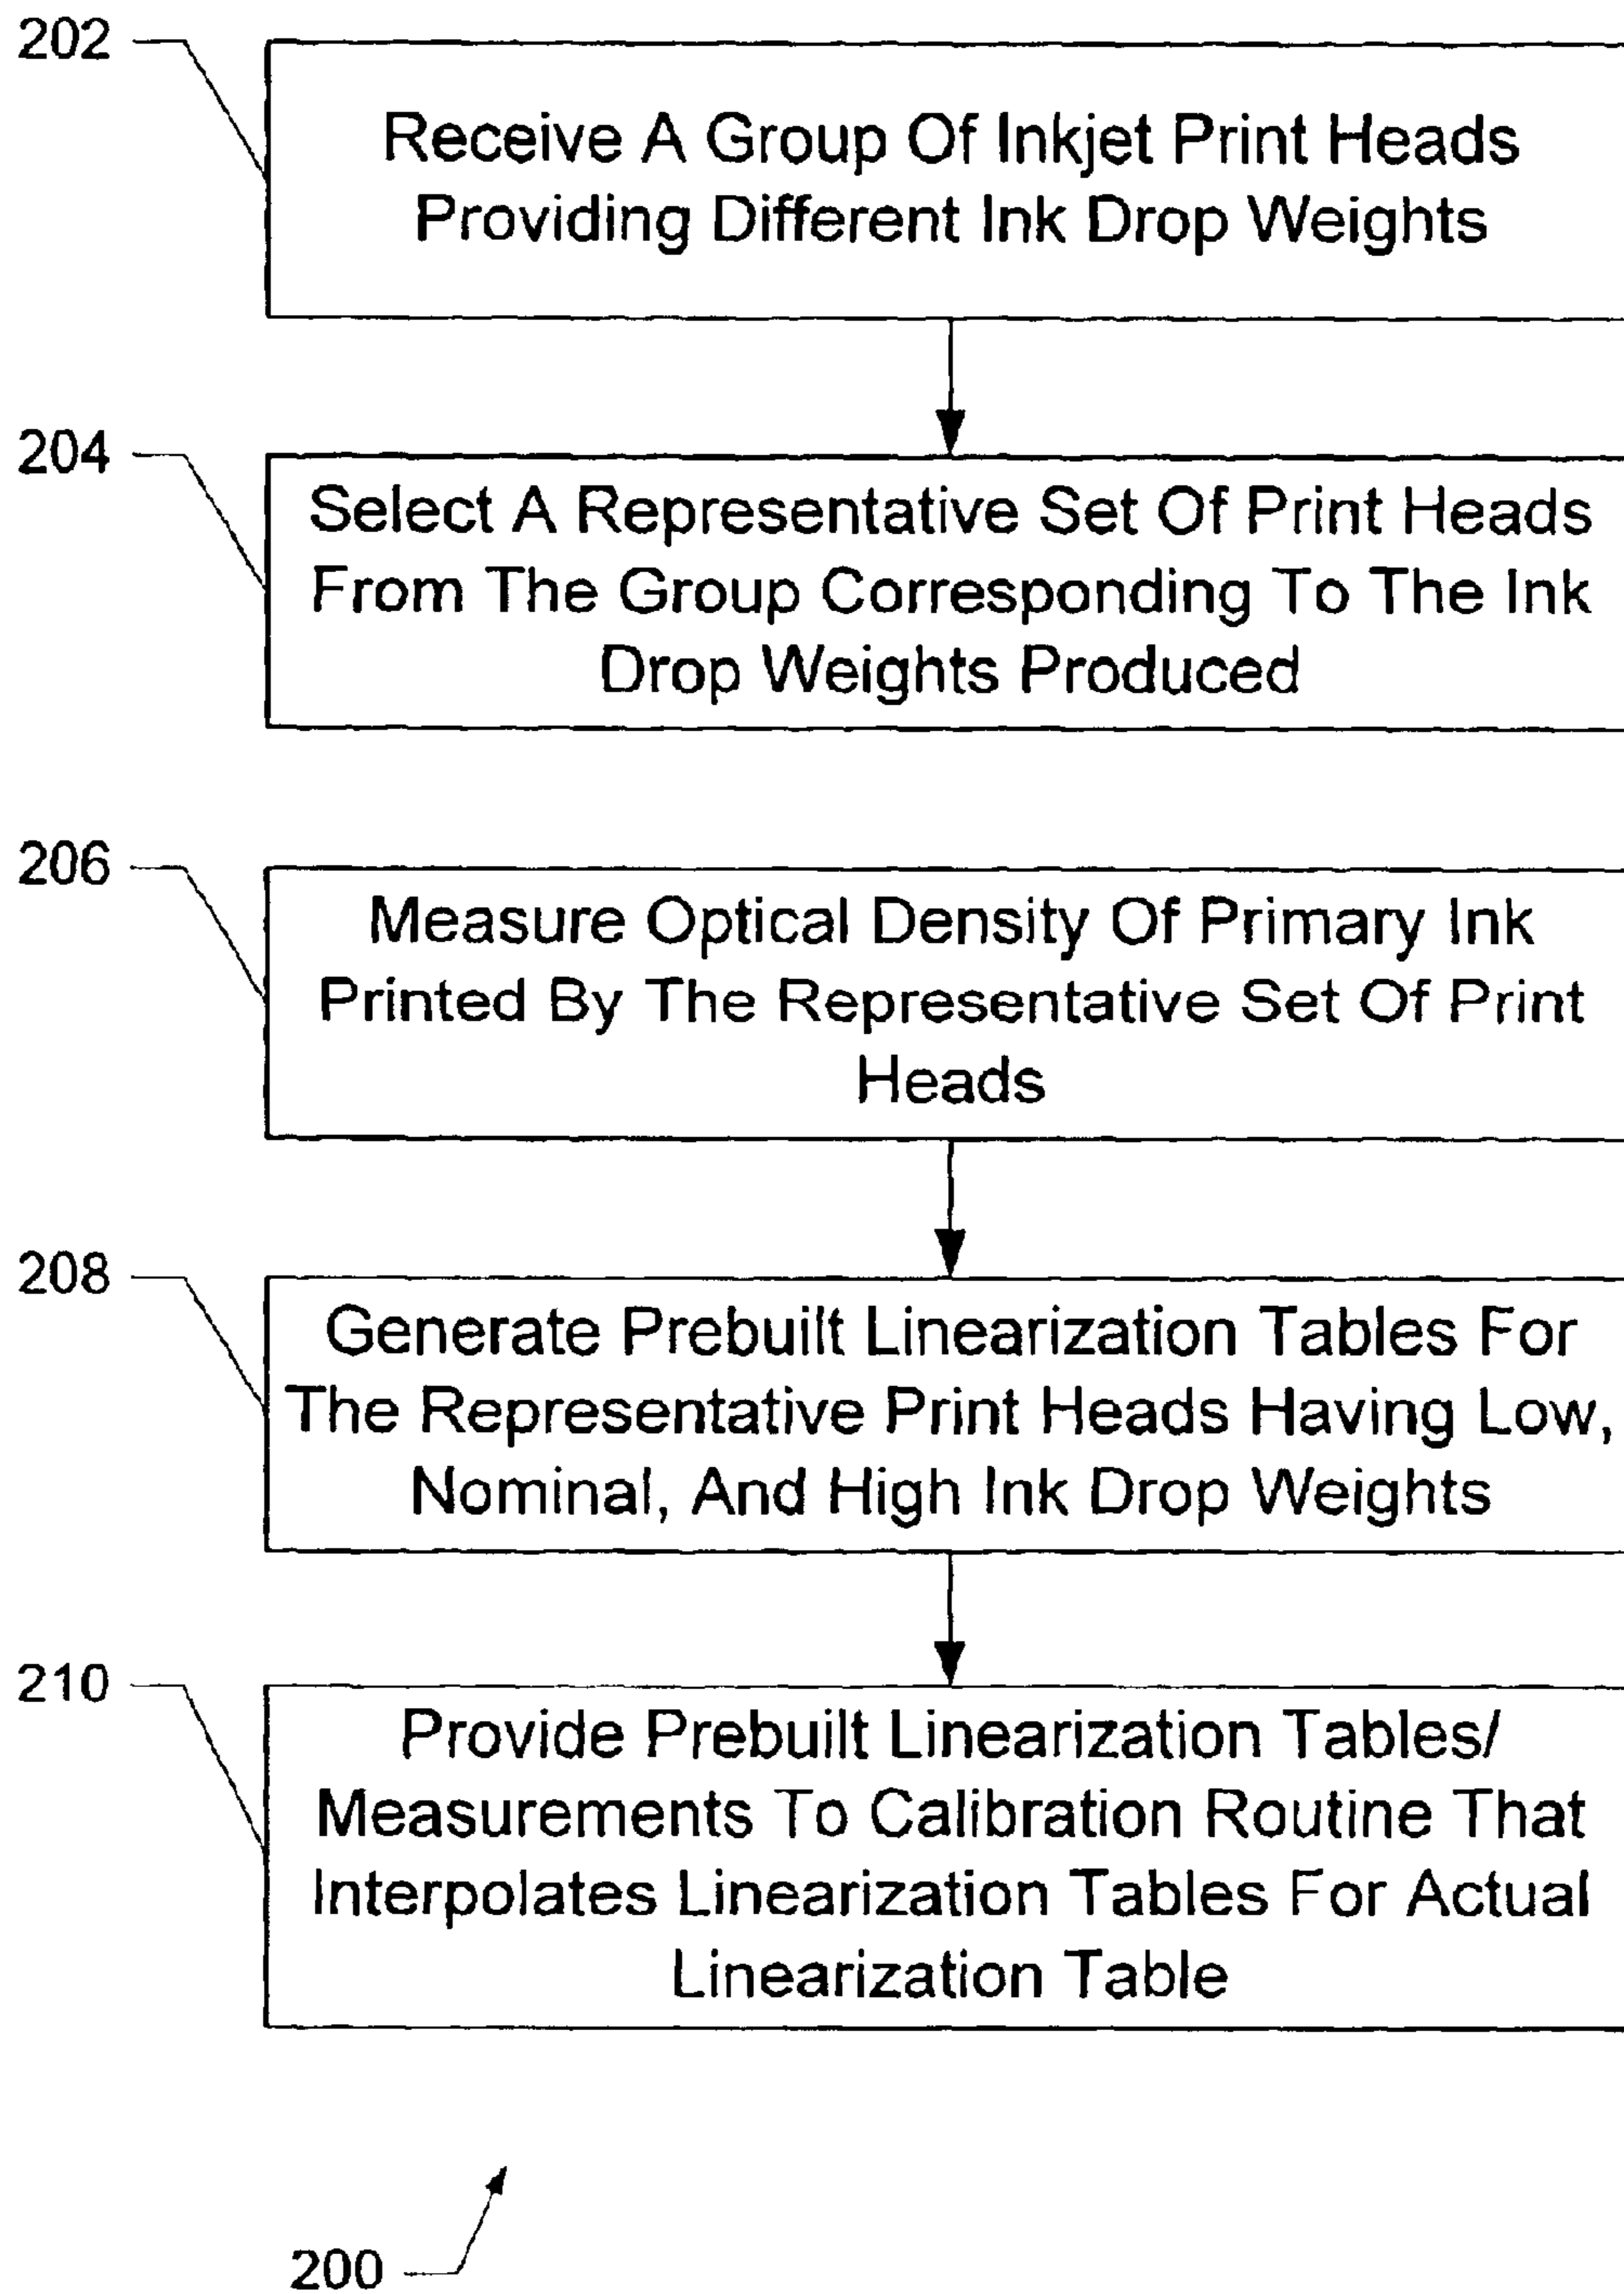 202
Receive A Group Of Inkjet Print Heads
Providing Different Ink Drop Weights
204
Select A Representative Set Of Print Heads
From The Group Corresponding To The Ink
Drop Weights Produced
206
Measure Optical Density Of Primary Ink
Printed By The Representative Set Of Print
Heads
208
Generate Prebuilt Linearization Tables For
The Representative Print Heads Having Low,
Nominal, And High Ink Drop Weights
210
Provide Prebuilt Linearization Tables/
Measurements To Calibration Routine That
Interpolates Linearization Tables For Actual
Linearization Table
200